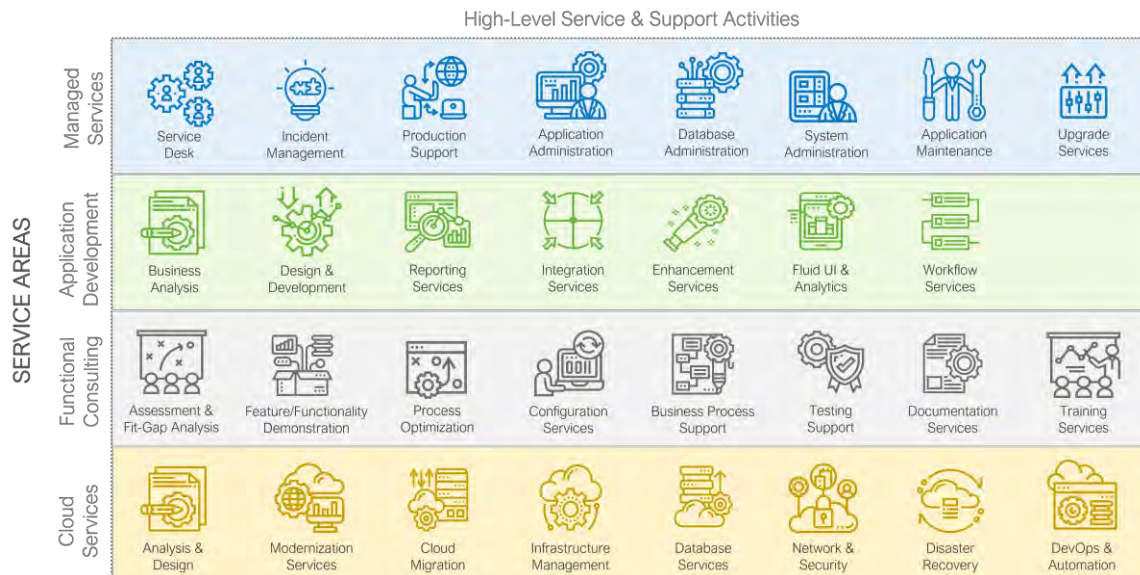 High-Level Service & Support Activities
SERVICE AREAS
Managed
Services
Service
Desk
Incident
Management
Production
Support
Application
Administration
Database
Administration
System
Administration
Application
Maintenance
Upgrade
Services
Application
Development
Business
Analysis
Design &
Development
Reporting
Services
Integration
Services
Enhancement
Services
Fluid UI &
Analytics
Workflow
Services
Functional
Consulting
Assessment &
Fit-Gap Analysis
Feature/Functionality
Demonstration
Process
Optimization
Configuration
Services
Business Process
Support
Testing
Support
Documentation
Services
Training
Services
Cloud
Services
Analysis &
Design
Modernization
Services
Cloud
Migration
Infrastructure
Management
Database
Services
Network &
Security
Disaster
Recovery
DevOps &
Automation